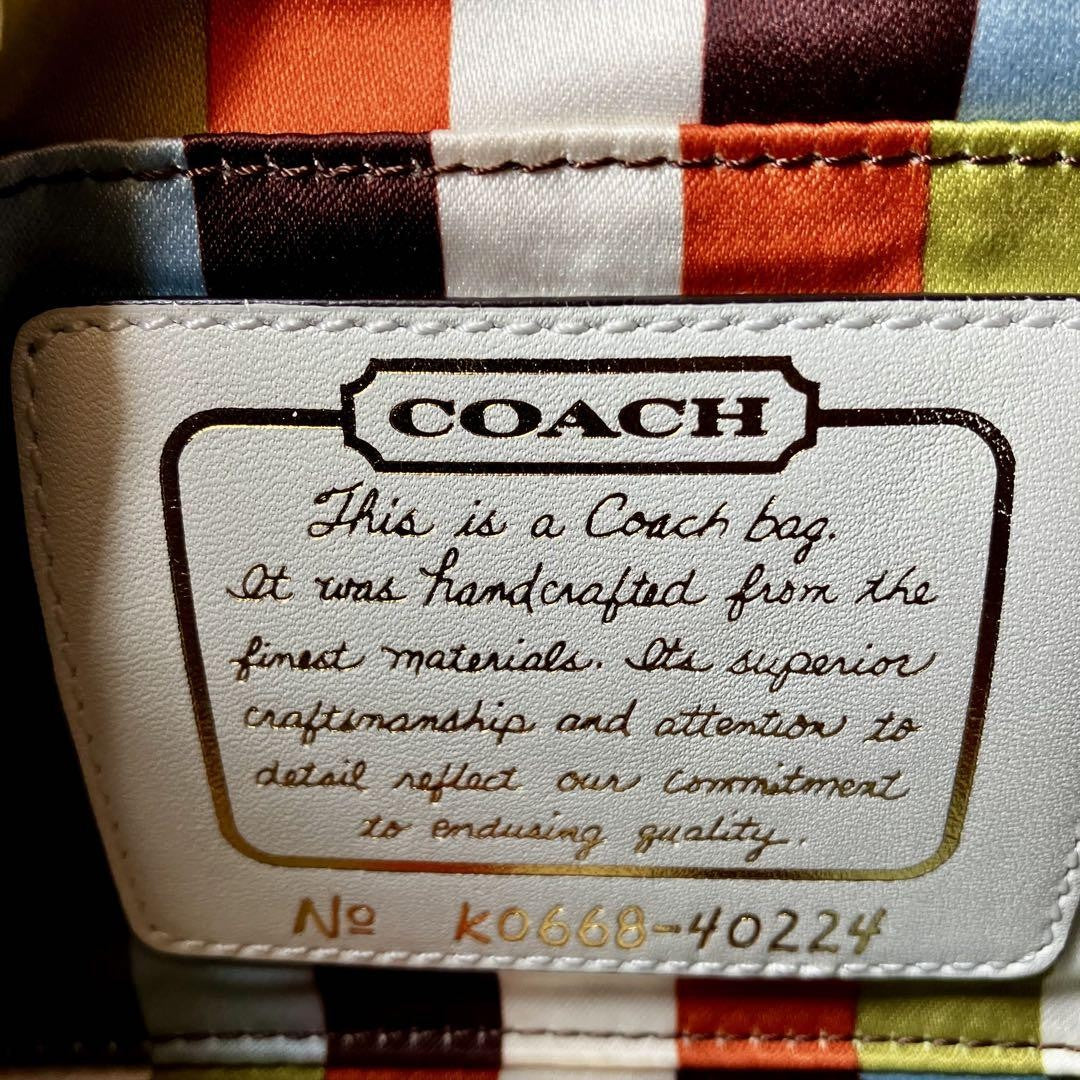 COACH
This is a Coach bag.
It was handcrafted from the
finest materials. Its superior
craftsmanship and attention to
detail reflect our commitment
to enduring quality.
No K0668-40224